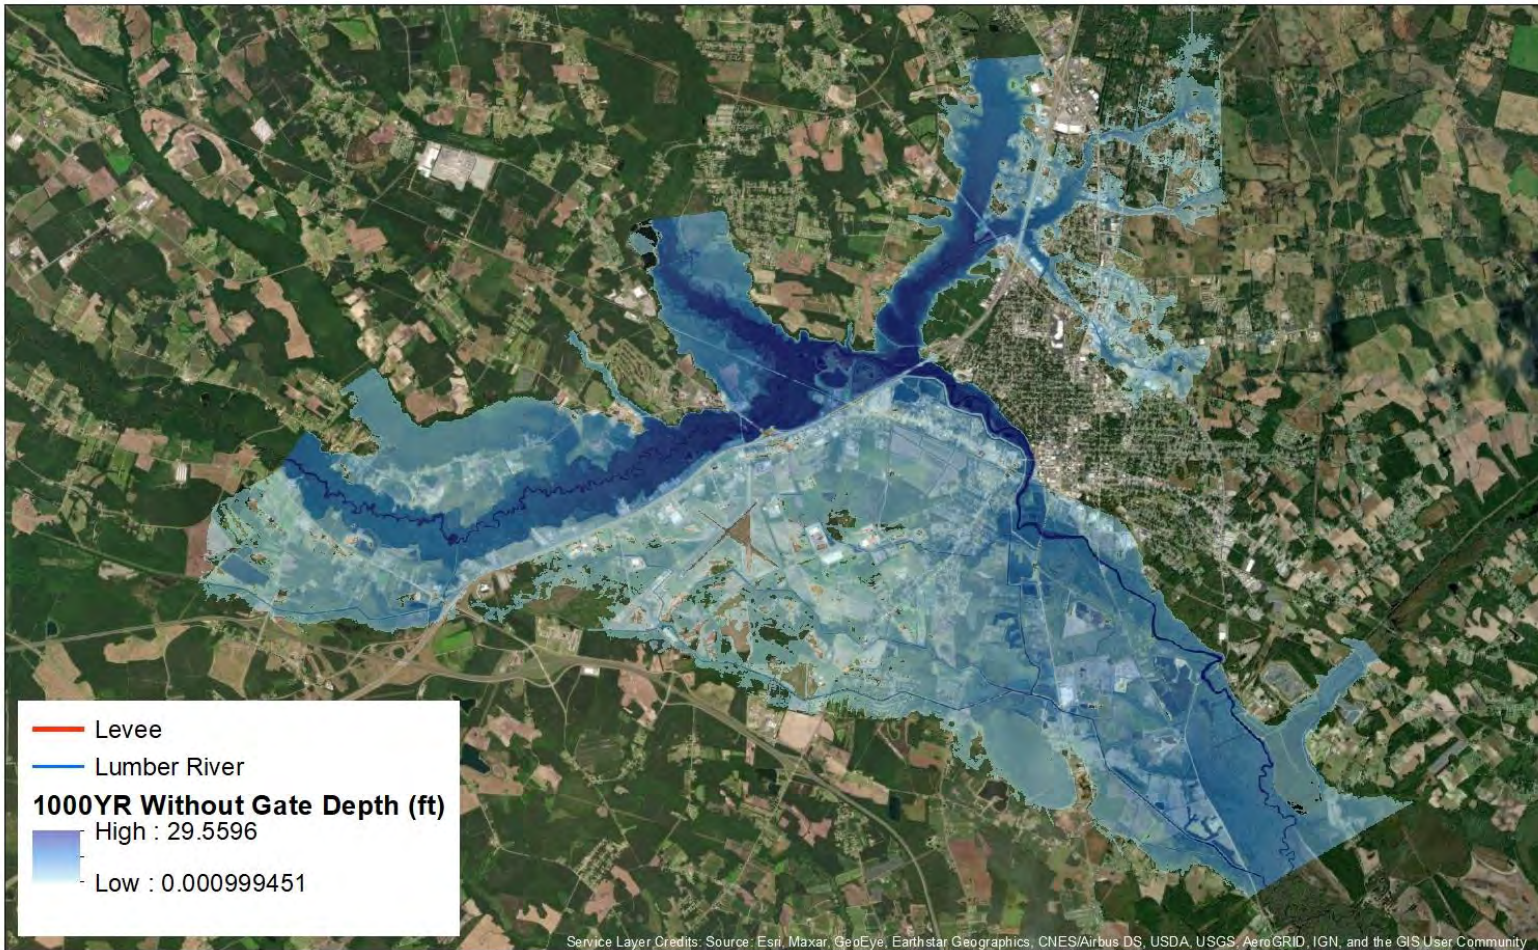 Levee
Lumber River
1000YR Without Gate Depth (ft)
High : 29.5596
Low : 0.000999451
Service Layer Credits: Source: Esri, Maxar, GeoEye, Earthstar Geographics, CNES/Airbus DS, USDA, USGS, AeroGRID, IGN, and the GIS User Community